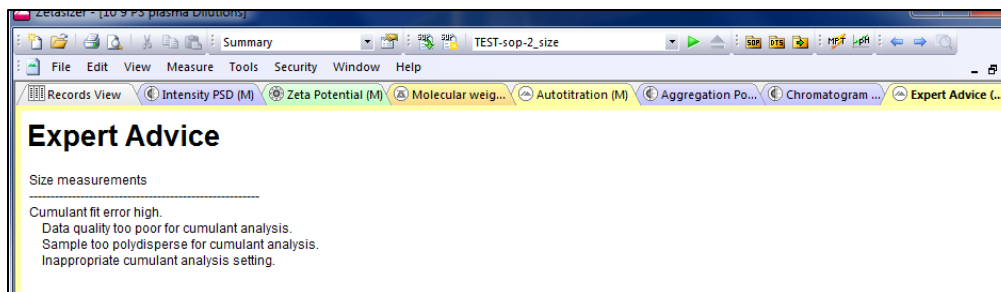 Zetasizer - [10 9 PS plasma Dilutions]
Summary TEST-sop-2_size
File Edit View Measure Tools Security Window Help
Records View Intensity PSD (M) Zeta Potential (M) Molecular weig... Autotitration (M) Aggregation Po... Chromatogram ... Expert Advice (...
Expert Advice
Size measurements
------------------------------------------------------
Cumulant fit error high.
Data quality too poor for cumulant analysis.
Sample too polydisperse for cumulant analysis.
Inappropriate cumulant analysis setting.